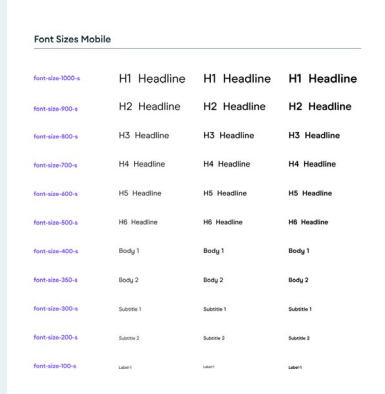 Font Sizes Mobile
font-size-1000-s H1 Headline H1 Headline H1 Headline
font-size-900-s H2 Headline H2 Headline H2 Headline
font-size-800-s H3 Headline H3 Headline H3 Headline
font-size-700-s H4 Headline H4 Headline H4 Headline
font-size-600-s H5 Headline H5 Headline H5 Headline
font-size-500-s H6 Headline H6 Headline H6 Headline
font-size-400-s Body 1 Body 1 Body 1
font-size-350-s Body 2 Body 2 Body 2
font-size-300-s Subtitle 1 Subtitle 1 Subtitle 1
font-size-200-s Subtitle 2 Subtitle 2 Subtitle 2
font-size-100-s Label 1 Label 1 Label 1